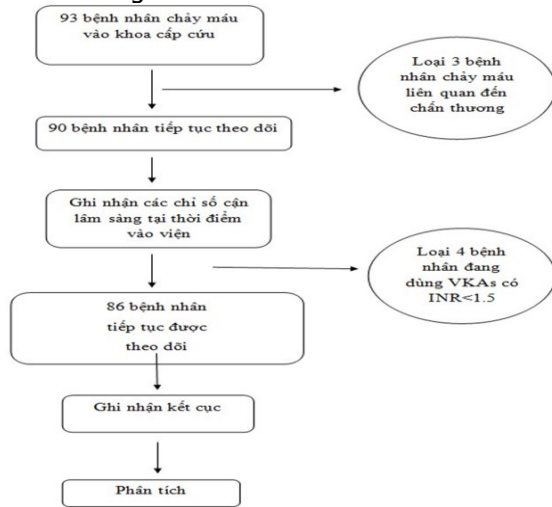 93 bệnh nhân chảy máu
vào khoa cấp cứu
Loại 3 bệnh
nhân chảy máu
liên quan đến
chấn thương
90 bệnh nhân tiếp tục theo dõi
Ghi nhận các chỉ số cận
lâm sàng tại thời điểm
vào viện
Loại 4 bệnh
nhân đang
dùng VKAs có
INR<1.5
86 bệnh nhân
tiếp tục được
theo dõi
Ghi nhận kết cục
Phân tích